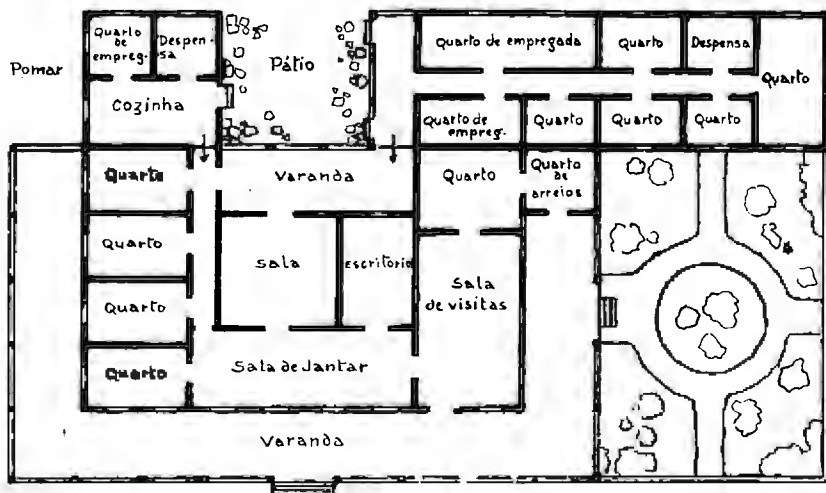 Quarto
de
empreg.
Despen-
sa
Pátio
Quarto de empregada
Quarto
Despensa
Pomar
Quarto
Cozinha
Quarto de
empreg.
Quarto
Quarto
Quarto
Quarto
Varanda
Quarto
Quarto
de
arreios
Quarto
Sala
Escritorio
Sala
de visitas
Quarto
Sala de Jantar
Quarto
Varanda